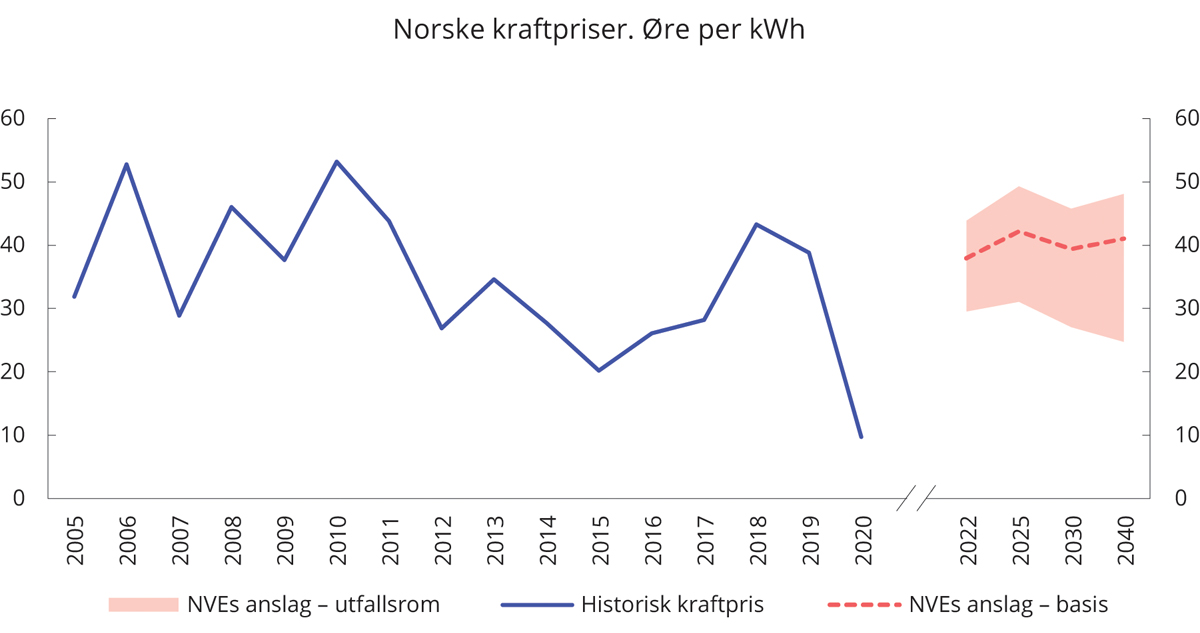 Norske kraftpriser. Øre per kWh
60 60
50 50
40 40
30 30
20 20
10 10
0 0
2005 2006 2007 2008 2009 2010 2011 2012 2013 2014 2015 2016 2017 2018 2019 2020 2022 2025 2030 2040
NVEs anslag – utfallsrom Historisk kraftpris NVEs anslag – basis